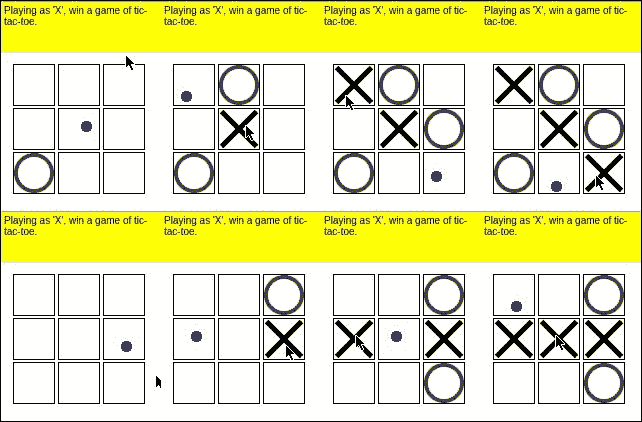 Playing as 'X', win a game of tic-
tac-toe.
Playing as 'X', win a game of tic-
tac-toe.
Playing as 'X', win a game of tic-
tac-toe.
Playing as 'X', win a game of tic-
tac-toe.
Playing as 'X', win a game of tic-
tac-toe.
Playing as 'X', win a game of tic-
tac-toe.
Playing as 'X', win a game of tic-
tac-toe.
Playing as 'X', win a game of tic-
tac-toe.